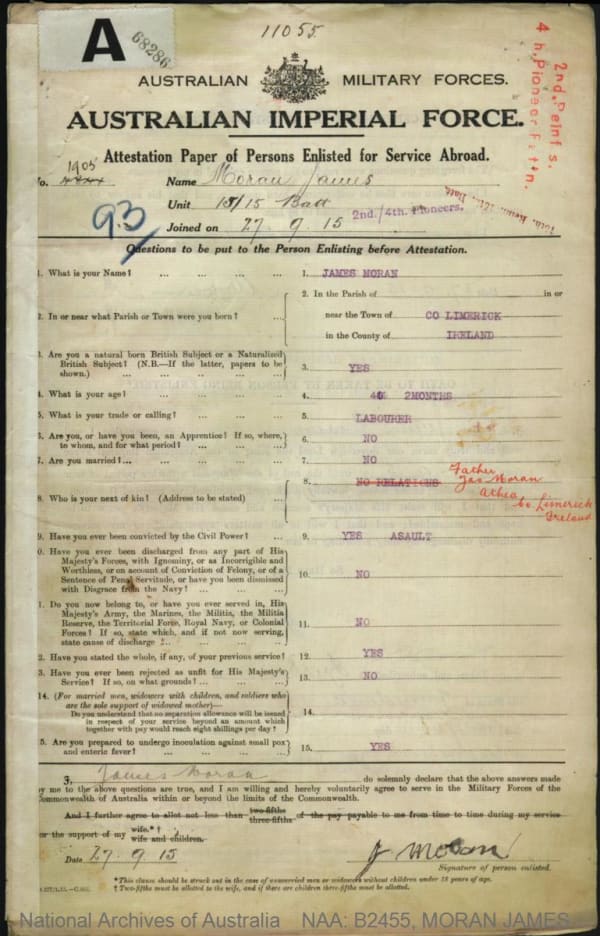 11055
A
68286
2nd. Reinf s.
4 h. Pioneer Battn.
AUSTRALIAN MILITARY FORCES.
AUSTRALIAN IMPERIAL FORCE.
Attestation Paper of Persons Enlisted for Service Abroad.
1905
No. Name Moran James
Unit 15/15 Batt
2nd./4th. Pioneers.
93
Joined on 27 9 15
Questions to be put to the Person Enlisting before Attestation.
1. What is your Name? ... ... ... ... 1. JAMES MORAN
2. In or near what Parish or Town were you born? ... 2. In the Parish of in or
near the Town of CO LIMERICK
in the County of IRELAND
3. Are you a natural born British Subject or a Naturalized
British Subject? (N.B.—If the latter, papers to be
shown.) ... ... ... ... 3. YES
4. What is your age? ... ... ... ... 4. 2MONTHS
5. What is your trade or calling? ... ... ... 5. LABOURER
6. Are you, or have you been, an Apprentice? If so, where,
to whom, and for what period? ... ... ... 6. NO
7. Are you married?... ... ... ... ... 7. NO
8. Who is your next of kin? (Address to be stated) ... 8. NO RELATIONS
Father
Jas Moran
Athea
Co Limerick
Ireland
9. Have you ever been convicted by the Civil Power? ... 9. YES ASAULT
0. Have you ever been discharged from any part of His
Majesty's Forces, with Ignominy, or as Incorrigible and
Worthless, or on account of Conviction of Felony, or of a
Sentence of Penal Servitude, or have you been dismissed
with Disgrace from the Navy? ... ... ... 10. NO
1. Do you now belong to, or have you ever served in, His
Majesty's Army, the Marines, the Militia, the Militia
Reserve, the Territorial Force, Royal Navy, or Colonial
Forces? If so, state which, and if not now serving,
state cause of discharge ... ... ... ... 11. NO
2. Have you stated the whole, if any, of your previous service? 12. YES
3. Have you ever been rejected as unfit for His Majesty's
Service? If so, on what grounds? ... ... ... 13. NO
14. (For married men, widowers with children, and soldiers who
are the sole support of widowed mother)—
Do you understand that no separation allowance will be issued
in respect of your service beyond an amount which
together with pay would reach eight shillings per day? 14.
5. Are you prepared to undergo inoculation against small pox
and enteric fever? ... ... ... ... 15. YES
James Moran do solemnly declare that the above answers made
by me to the above questions are true, and I am willing and hereby voluntarily agree to serve in the Military Forces of the
Commonwealth of Australia within or beyond the limits of the Commonwealth.
And I further agree to allot not less than two-fifths three-fifths of the pay payable to me from time to time during my service
for the support of my wife.*† wife and children.
Date 27. 9. 15
J Moran
Signature of person enlisted.
* This clause should be struck out in the case of unmarried men or widowers without children under 18 years of age.
† Two-fifths must be allotted to the wife, and if there are children three-fifths must be allotted.
National Archives of Australia NAA: B2455, MORAN JAMES